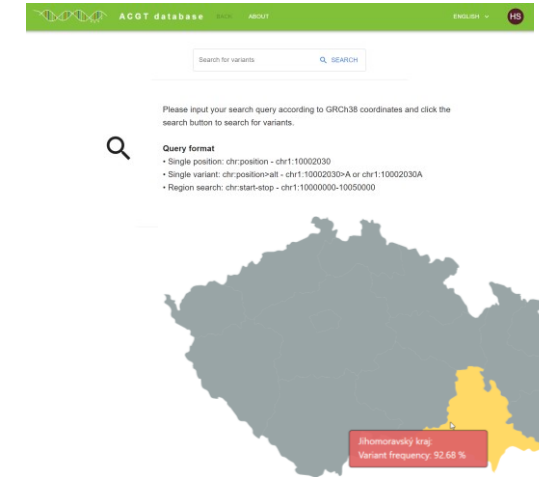 ACGT database BACK ABOUT ENGLISH HS
Search for variants SEARCH
Please input your search query according to GRCh38 coordinates and click the
search button to search for variants.
Query format
• Single position: chr:position - chr1:10002030
• Single variant: chr:position>alt - chr1:10002030>A or chr1:10002030A
• Region search: chr:start-stop - chr1:10000000-10050000
Jihomoravský kraj:
Variant frequency: 92.68 %